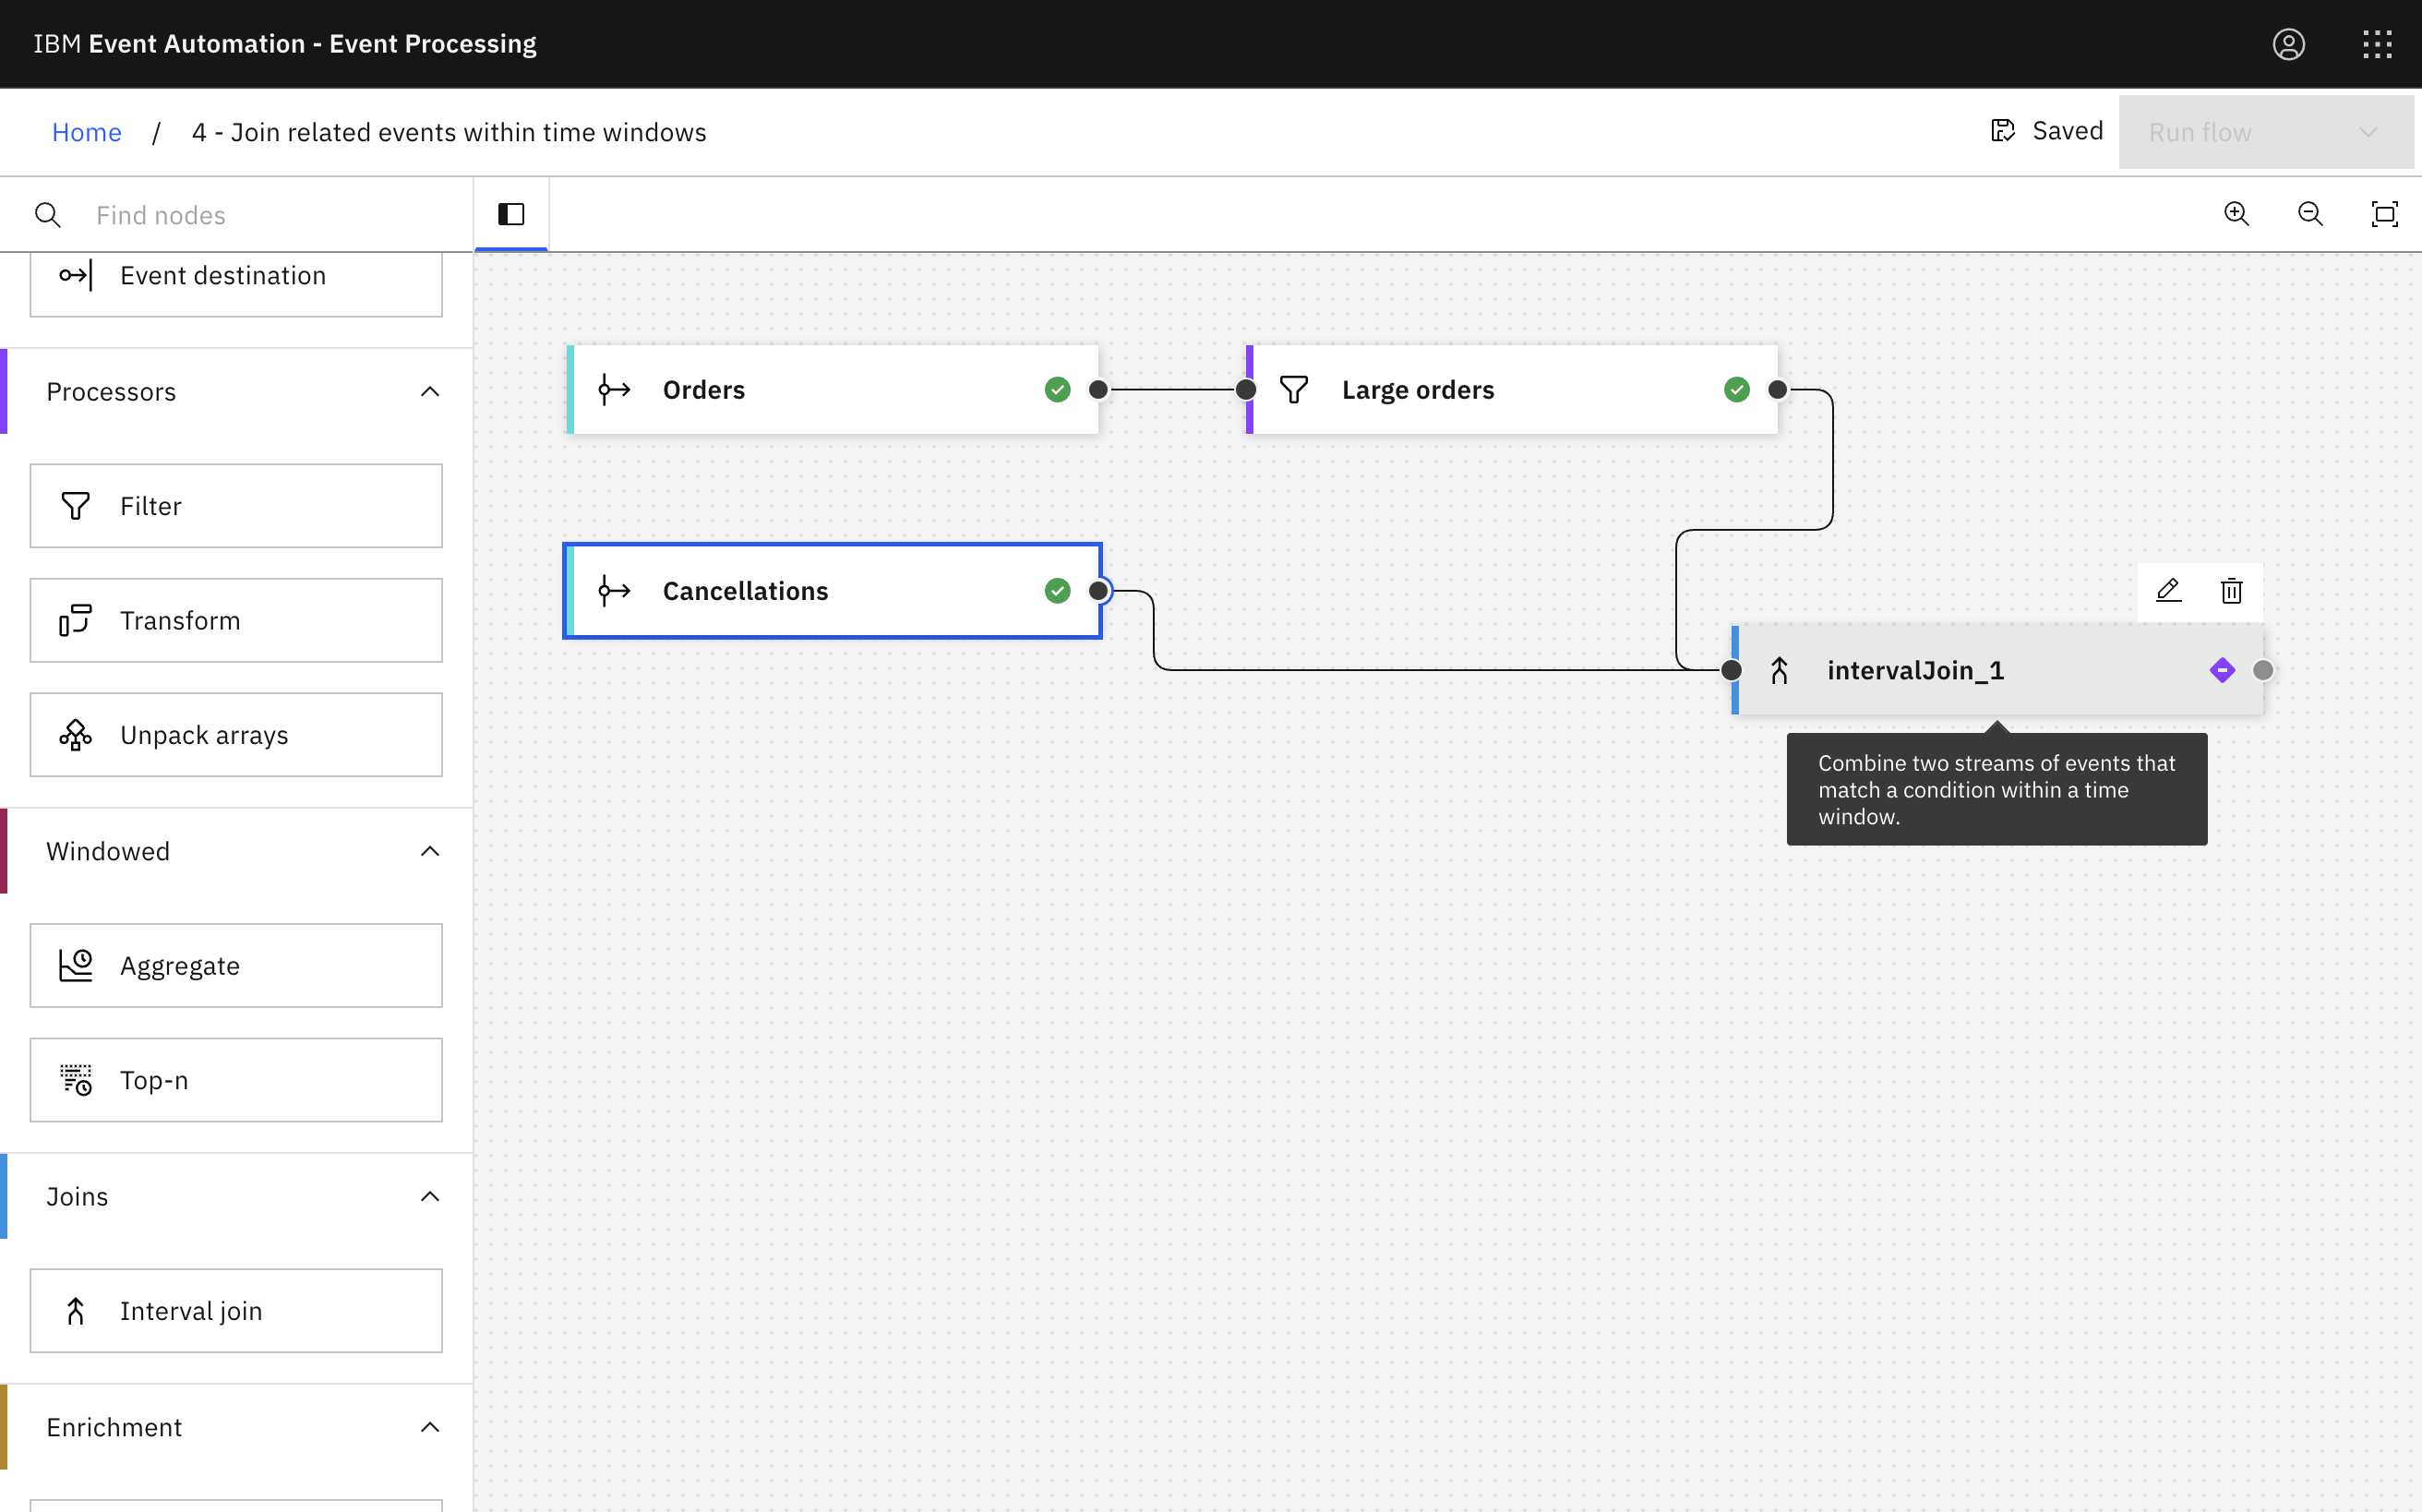 IBM Event Automation - Event Processing
Home / 4 - Join related events within time windows
Saved
Run flow
Find nodes
Event destination
Processors
Filter
Transform
Unpack arrays
Windowed
Aggregate
Top-n
Joins
Interval join
Enrichment
Orders
Large orders
Cancellations
intervalJoin_1
Combine two streams of events that
match a condition within a time
window.